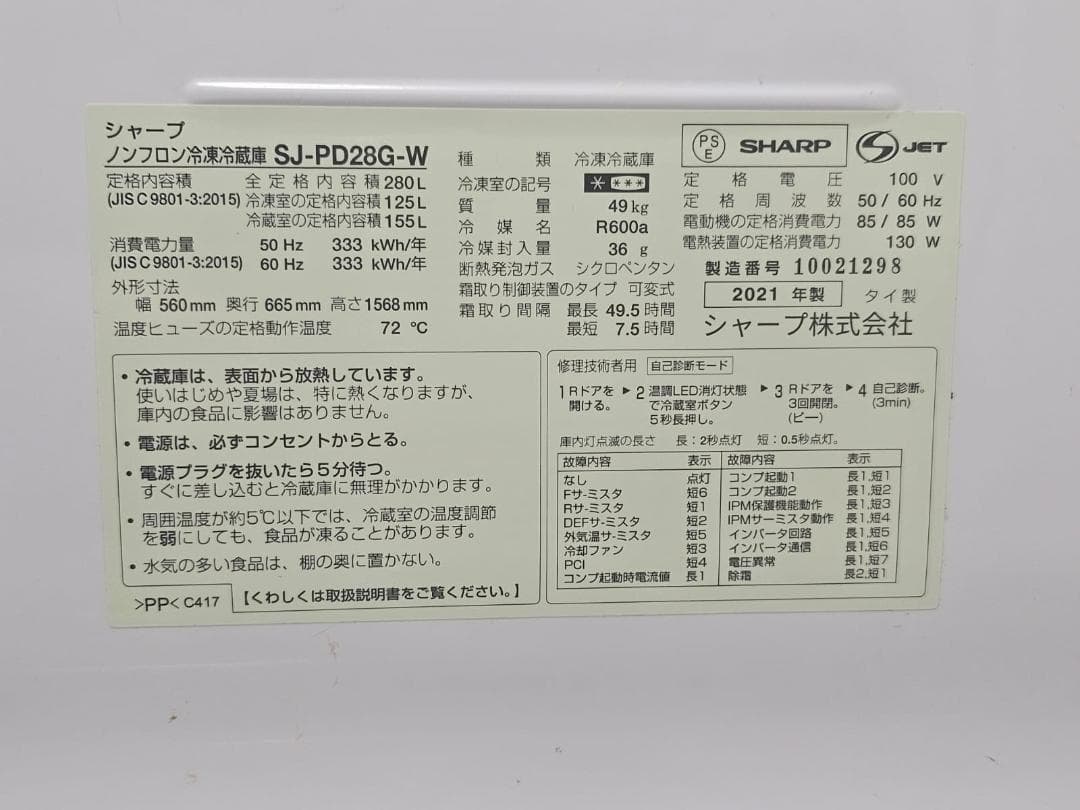 シャープ
ノンフロン冷凍冷蔵庫 SJ-PD28G-W
定格内容積 全定格内容積 280L
(JIS C 9801-3:2015) 冷凍室の定格内容積 125L
冷蔵室の定格内容積 155L
消費電力量 50 Hz 333 kWh/年
(JIS C 9801-3:2015) 60 Hz 333 kWh/年
外形寸法
幅 560mm 奥行 665mm 高さ 1568mm
温度ヒューズの定格動作温度 72 ℃
種類 冷凍冷蔵庫
冷凍室の記号 * ***
質量 49kg
冷媒名 R600a
冷媒封入量 36 g
断熱発泡ガス シクロペンタン
霜取り制御装置のタイプ 可変式
霜取り間隔 最長 49.5 時間
最短 7.5 時間
PS E SHARP S JET
定格電圧 100 V
定格周波数 50 / 60 Hz
電動機の定格消費電力 85 / 85 W
電熱装置の定格消費電力 130 W
製造番号 10021298
2021 年製 タイ製
シャープ株式会社
・冷蔵庫は、表面から放熱しています。
使いはじめや夏場は、特に熱くなりますが、
庫内の食品に影響はありません。
・電源は、必ずコンセントからとる。
・電源プラグを抜いたら5分待つ。
すぐに差し込むと冷蔵庫に無理がかかります。
・周囲温度が約5℃以下では、冷蔵室の温度調節
を弱にしても、食品が凍ることがあります。
・水気の多い食品は、棚の奥に置かない。
>PP< C417 【くわしくは取扱説明書をご覧ください。】
修理技術者用 自己診断モード
1 Rドアを ▶ 2 温調LED消灯状態 ▶ 3 Rドアを ▶ 4 自己診断。
開ける。 で冷蔵室ボタン 3回開閉。 (3min)
5秒長押し。 (ピー)
庫内灯点滅の長さ 長:2秒点灯 短:0.5秒点灯。
故障内容 表示 故障内容 表示
なし 点灯 コンプ起動1 長1,短1
Fサ-ミスタ 短6 コンプ起動2 長1,短2
Rサ-ミスタ 短1 IPM保護機能動作 長1,短3
DEFサ-ミスタ 短2 IPMサーミスタ動作 長1,短4
外気温サ-ミスタ 短5 インバータ回路 長1,短5
冷却ファン 短3 インバータ通信 長1,短6
PCI 短4 電圧異常 長1,短7
コンプ起動時電流値 長1 除霜 長2,短1